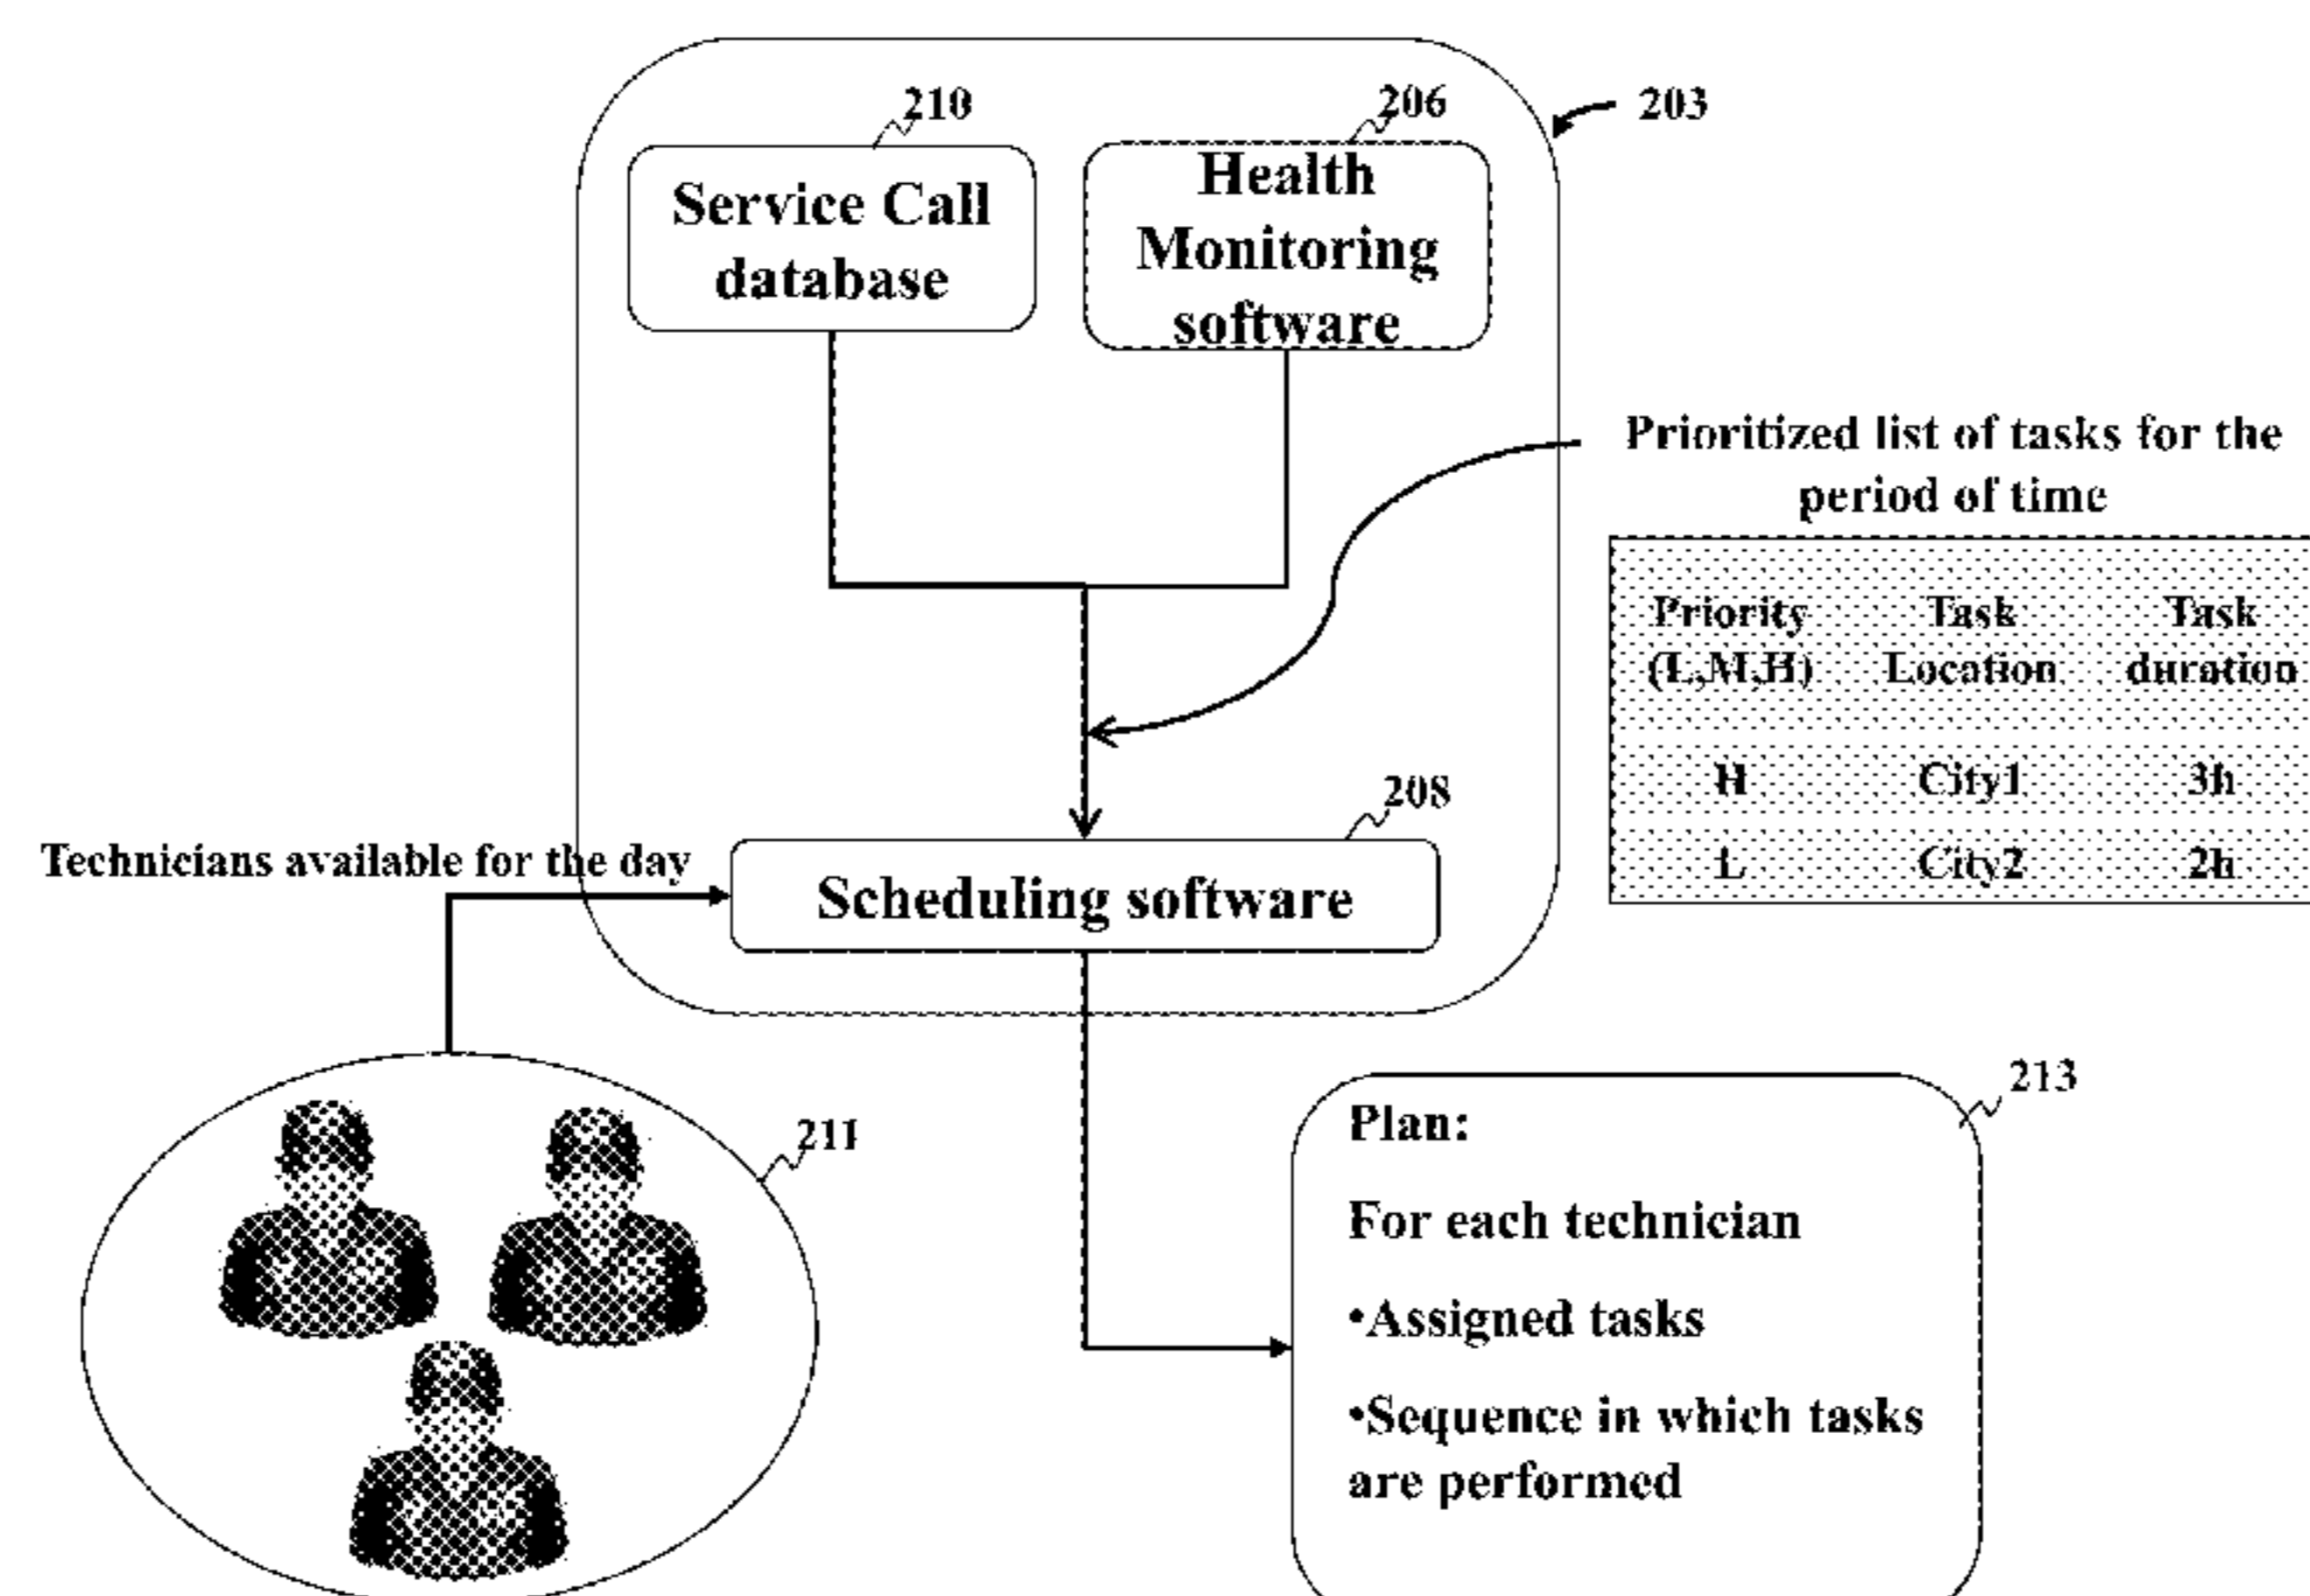 210
206
203
Service Call
database
Health
Monitoring
software
Prioritized list of tasks for the
period of time
Priority Task Task
(L,M,H) Location duration
H City1 3h
L City2 2h
208
Technicians available for the day
Scheduling software
211
213
Plan:
For each technician
•Assigned tasks
•Sequence in which tasks
are performed